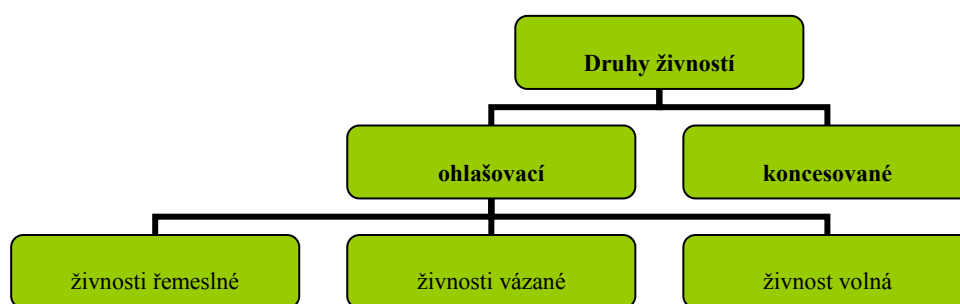 Druhy živností
ohlašovací
koncesované
živnosti řemeslné
živnosti vázané
živnost volná